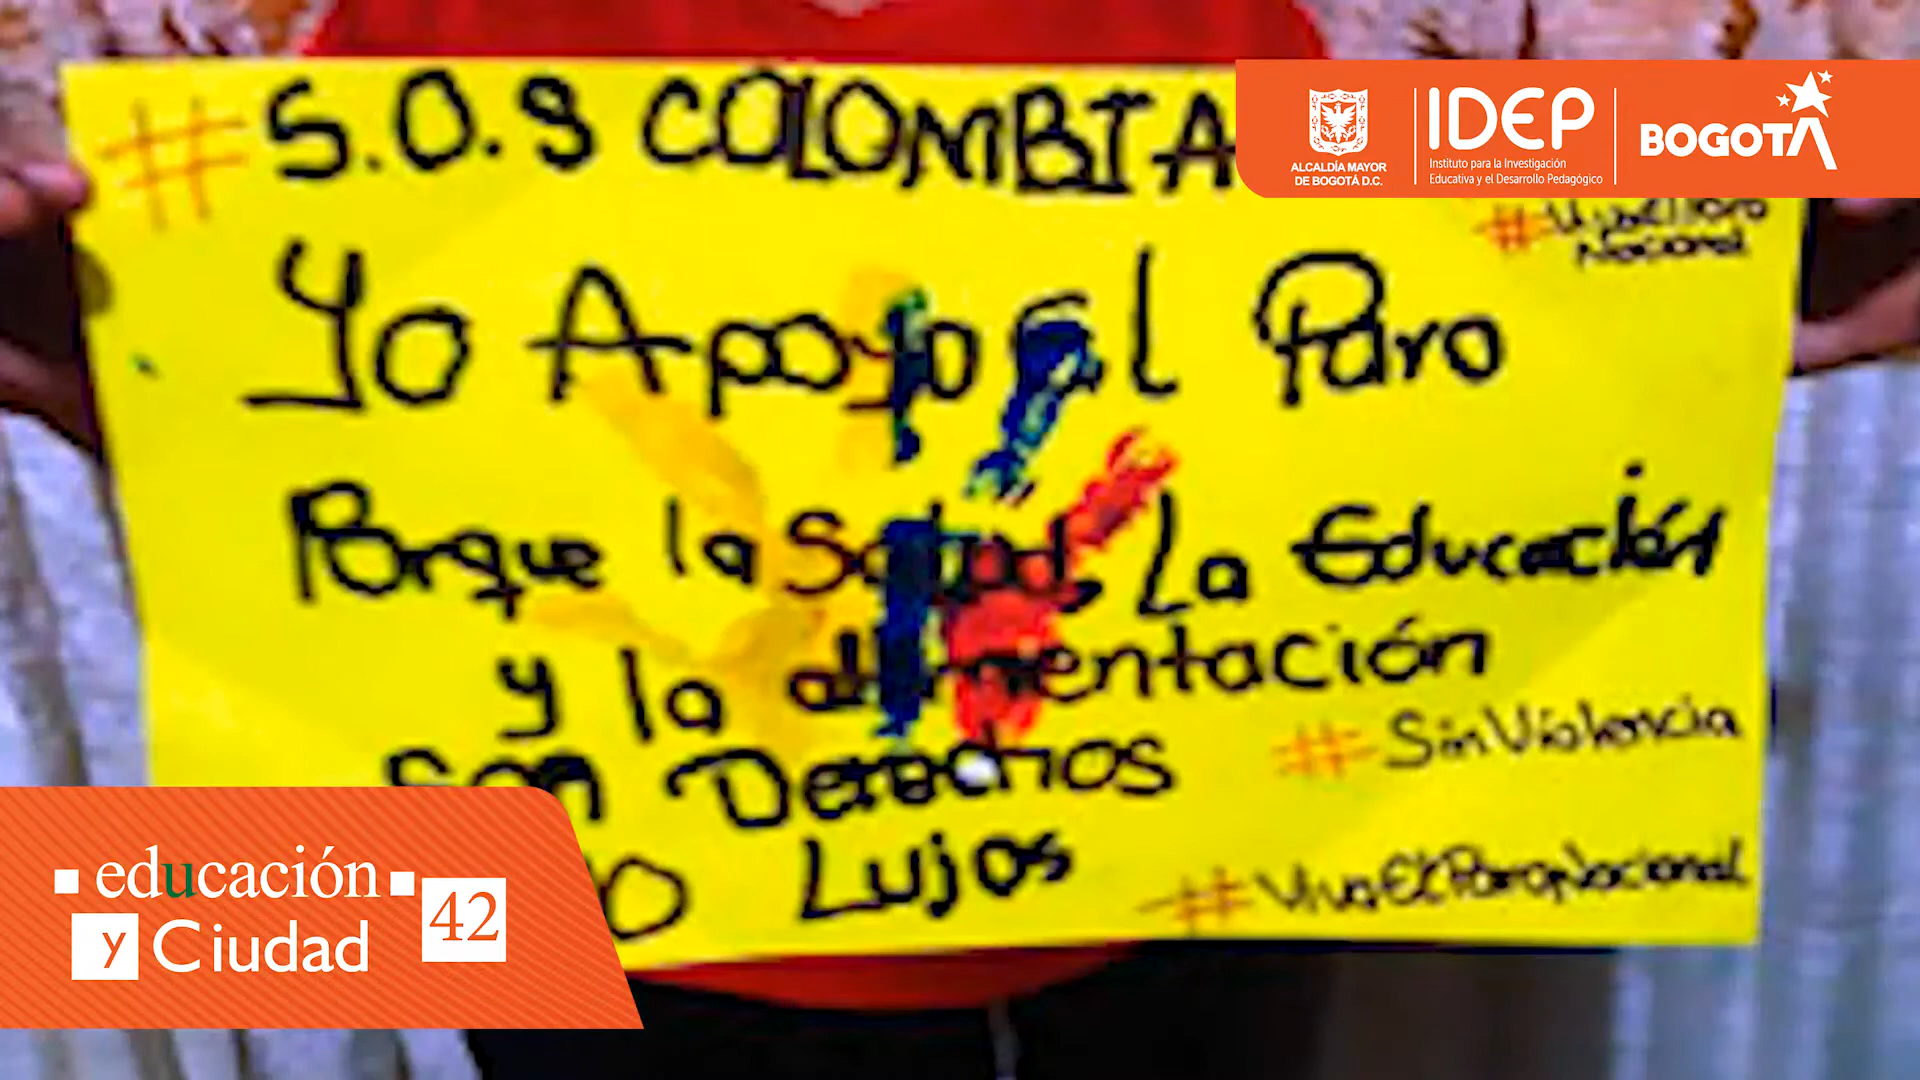 #S.O.S COLOMBIA
ALCALDÍA MAYOR
DE BOGOTÁ D.C.
IDEP
Instituto para la Investigación
Educativa y el Desarrollo Pedagógico
BOGOTÁ
Nacional
Yo Apoyo el Paro
Porque la Salud, La Educación
y la alimentación
Son Derechos
Lujos
#SinViolencia
#VivaElParoNacional
educación
y Ciudad
42